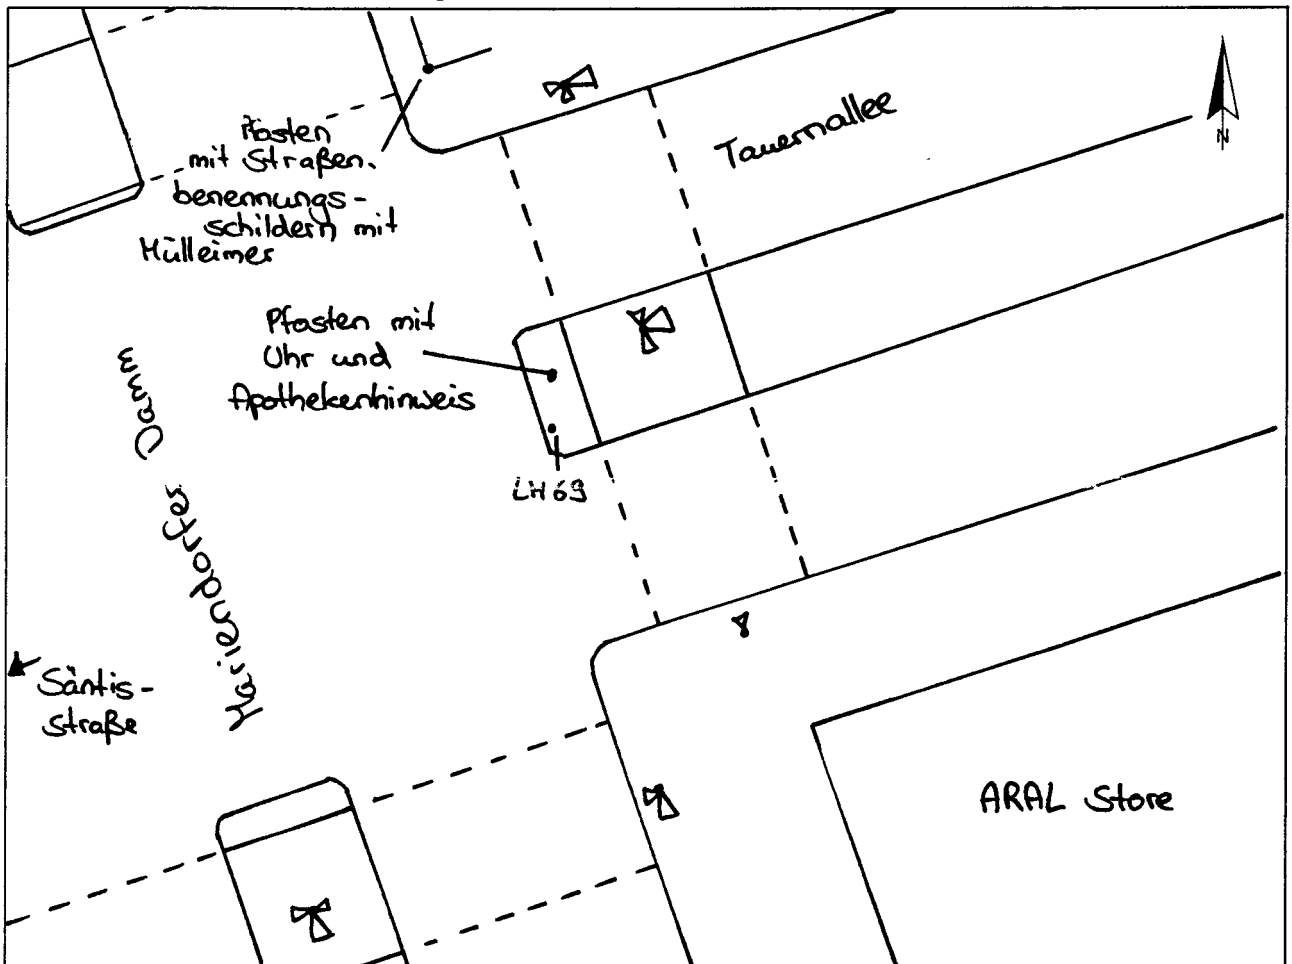 N
Tauernallee
Pfosten
mit Straßen-
benennungs-
schildern mit
Mülleimer
Pfosten mit
Uhr und
Apothekenhinweis
LH 69
Mariendorfer Damm
Säntis-
straße
ARAL Store